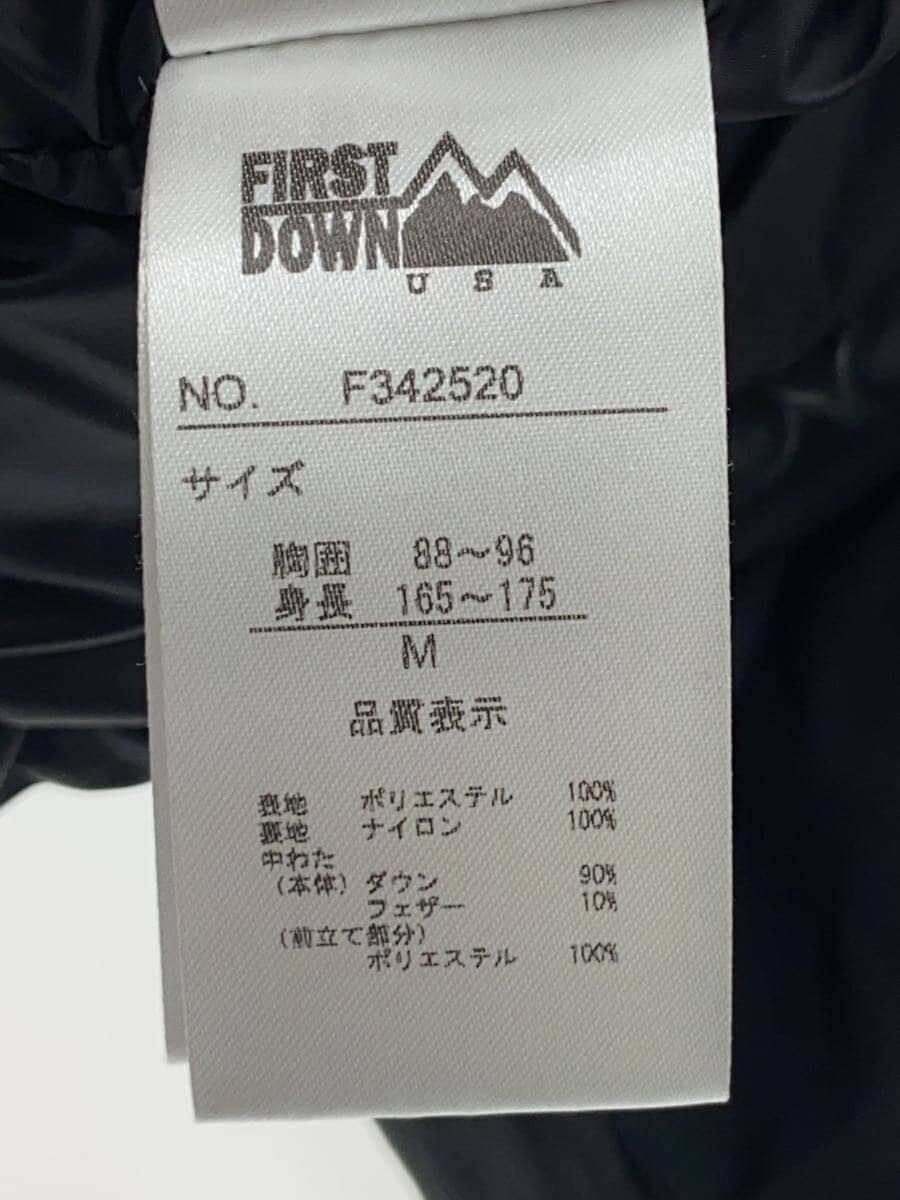 FIRST
DOWN
USA
NO. F342520
サイズ
胸囲 88～96
身長 165～175
M
品質表示
表地 ポリエステル 100%
裏地 ナイロン 100%
中わた
(本体) ダウン 90%
フェザー 10%
(前立て部分)
ポリエステル 100%